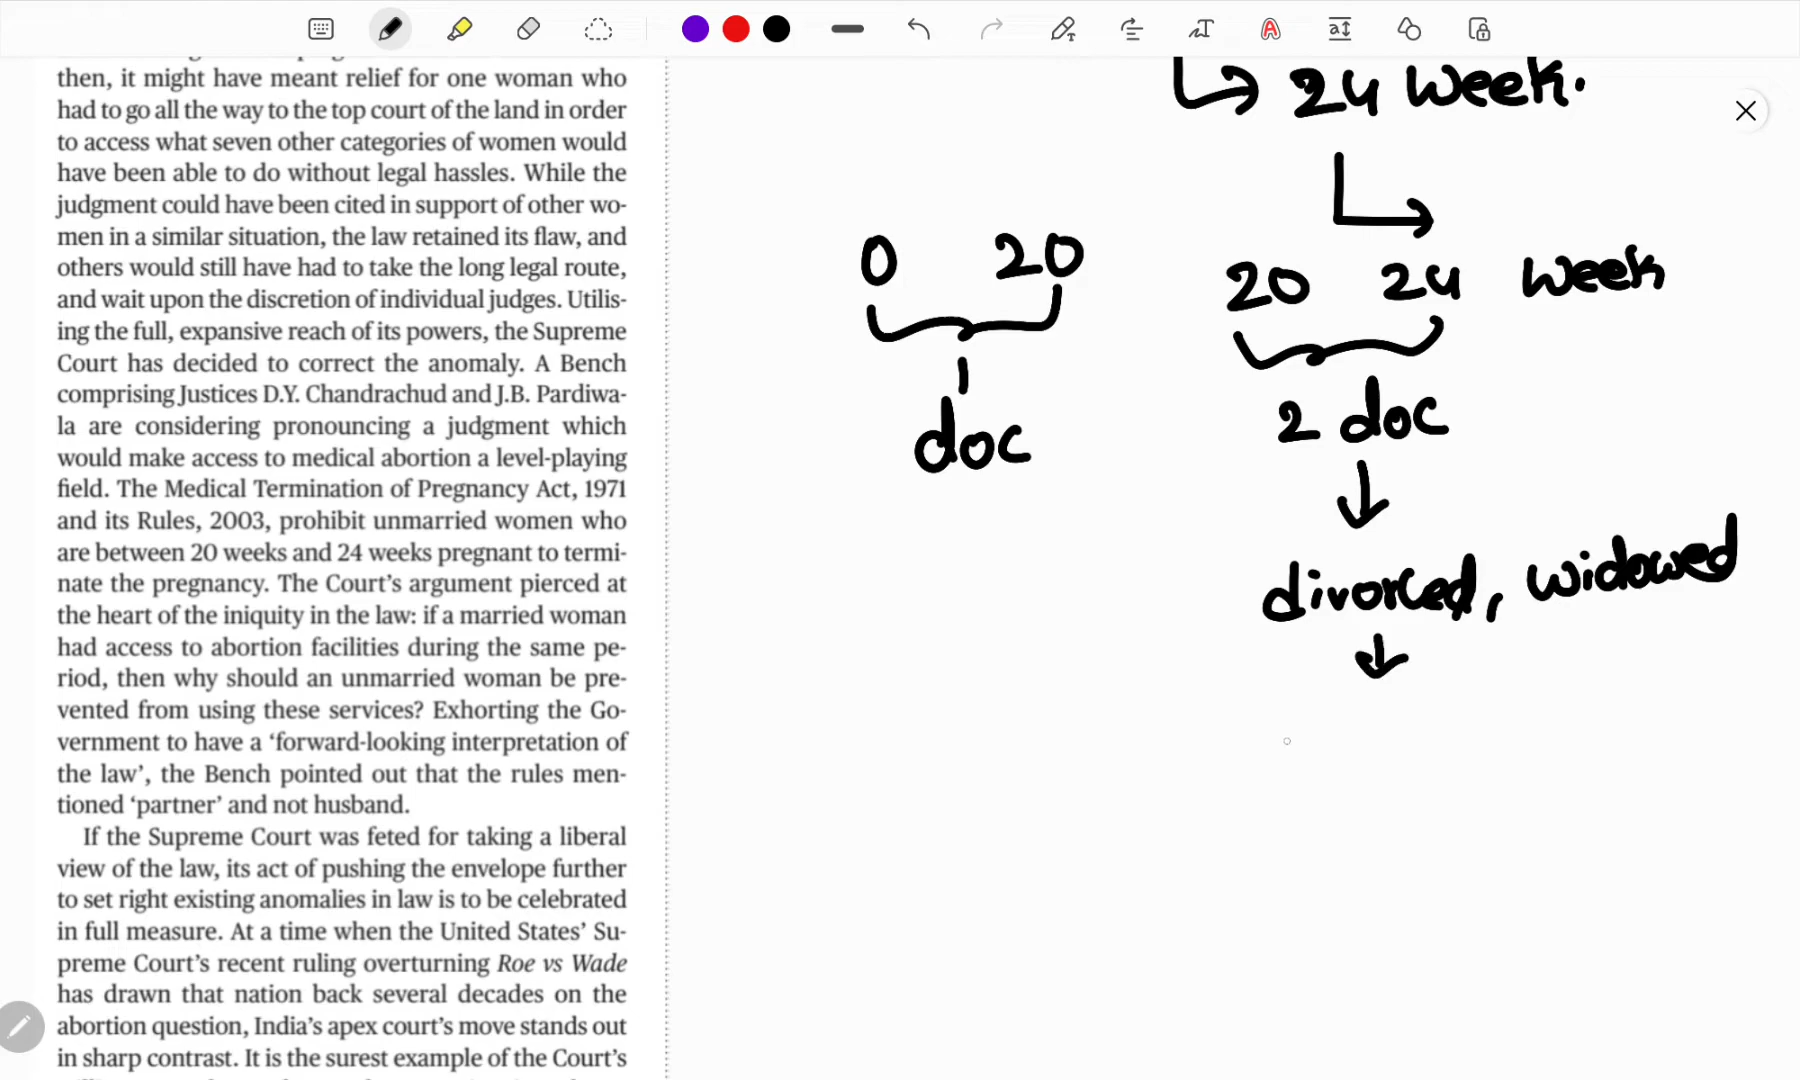 then, it might have meant relief for one woman who
had to go all the way to the top court of the land in order
to access what seven other categories of women would
have been able to do without legal hassles. While the
judgment could have been cited in support of other wo-
men in a similar situation, the law retained its flaw, and
others would still have had to take the long legal route,
and wait upon the discretion of individual judges. Utilis-
ing the full, expansive reach of its powers, the Supreme
Court has decided to correct the anomaly. A Bench
comprising Justices D.Y. Chandrachud and J.B. Pardiwa-
la are considering pronouncing a judgment which
would make access to medical abortion a level-playing
field. The Medical Termination of Pregnancy Act, 1971
and its Rules, 2003, prohibit unmarried women who
are between 20 weeks and 24 weeks pregnant to termi-
nate the pregnancy. The Court's argument pierced at
the heart of the iniquity in the law: if a married woman
had access to abortion facilities during the same pe-
riod, then why should an unmarried woman be pre-
vented from using these services? Exhorting the Go-
vernment to have a 'forward-looking interpretation of
the law', the Bench pointed out that the rules men-
tioned 'partner' and not husband.
If the Supreme Court was feted for taking a liberal
view of the law, its act of pushing the envelope further
to set right existing anomalies in law is to be celebrated
in full measure. At a time when the United States' Su-
preme Court's recent ruling overturning Roe vs Wade
has drawn that nation back several decades on the
abortion question, India's apex court's move stands out
in sharp contrast. It is the surest example of the Court's
24 week.
0 20
20 24 week
doc
2 doc
divorced, widowed